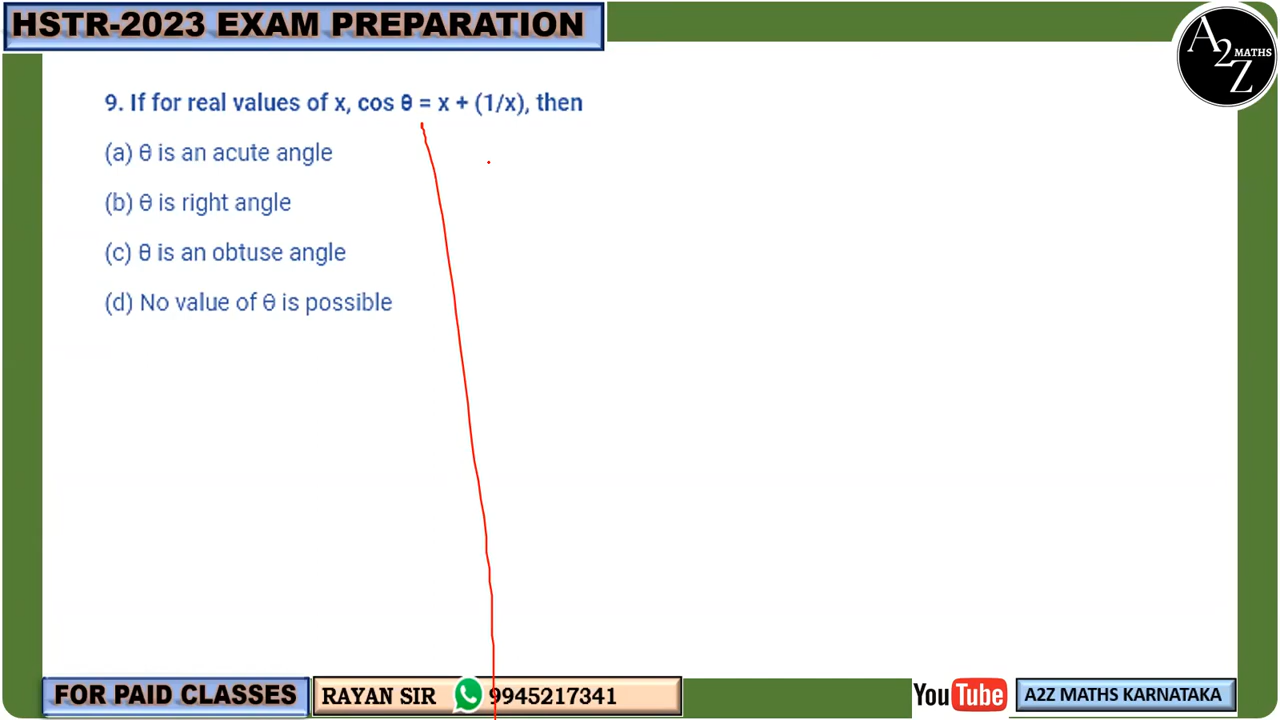 HSTR-2023 EXAM PREPARATION
A2Z MATHS
9. If for real values of x, cos θ = x + (1/x), then
(a) θ is an acute angle
(b) θ is right angle
(c) θ is an obtuse angle
(d) No value of θ is possible
FOR PAID CLASSES
RAYAN SIR 9945217341
YouTube
A2Z MATHS KARNATAKA